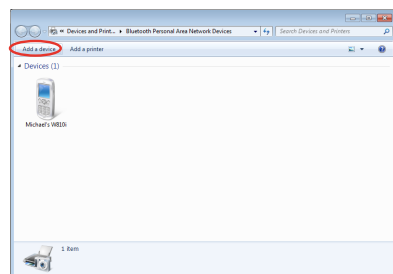 « Devices and Print... ▸ Bluetooth Personal Area Network Devices
Search Devices and Printers
Add a device
Add a printer
Devices (1)
Michael's W810i
1 item